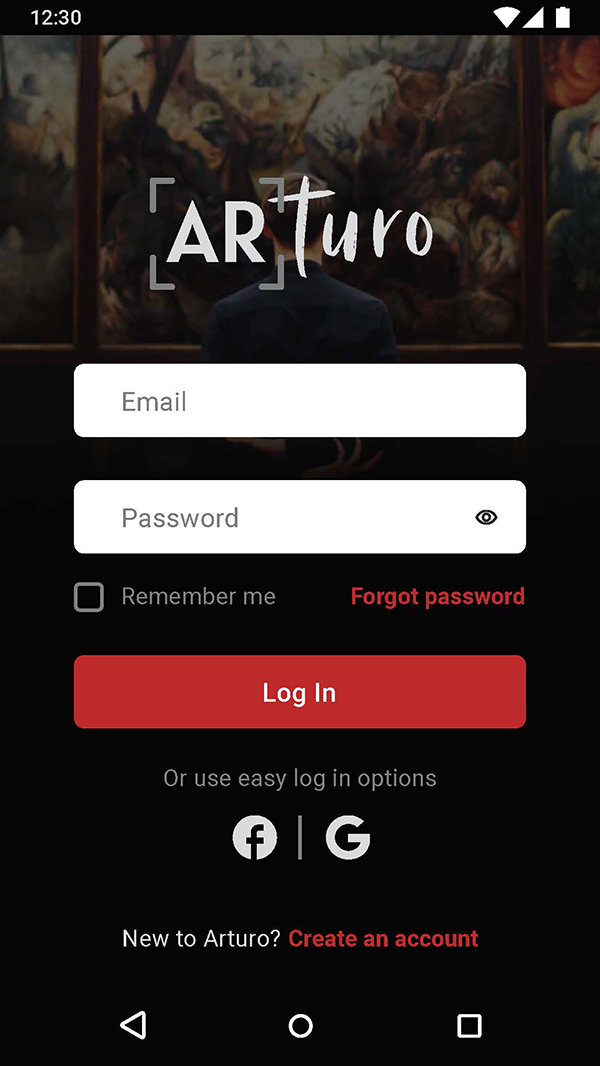 12:30
ARturo
Email
Password
Remember me Forgot password
Log In
Or use easy log in options
f | G
New to Arturo? Create an account